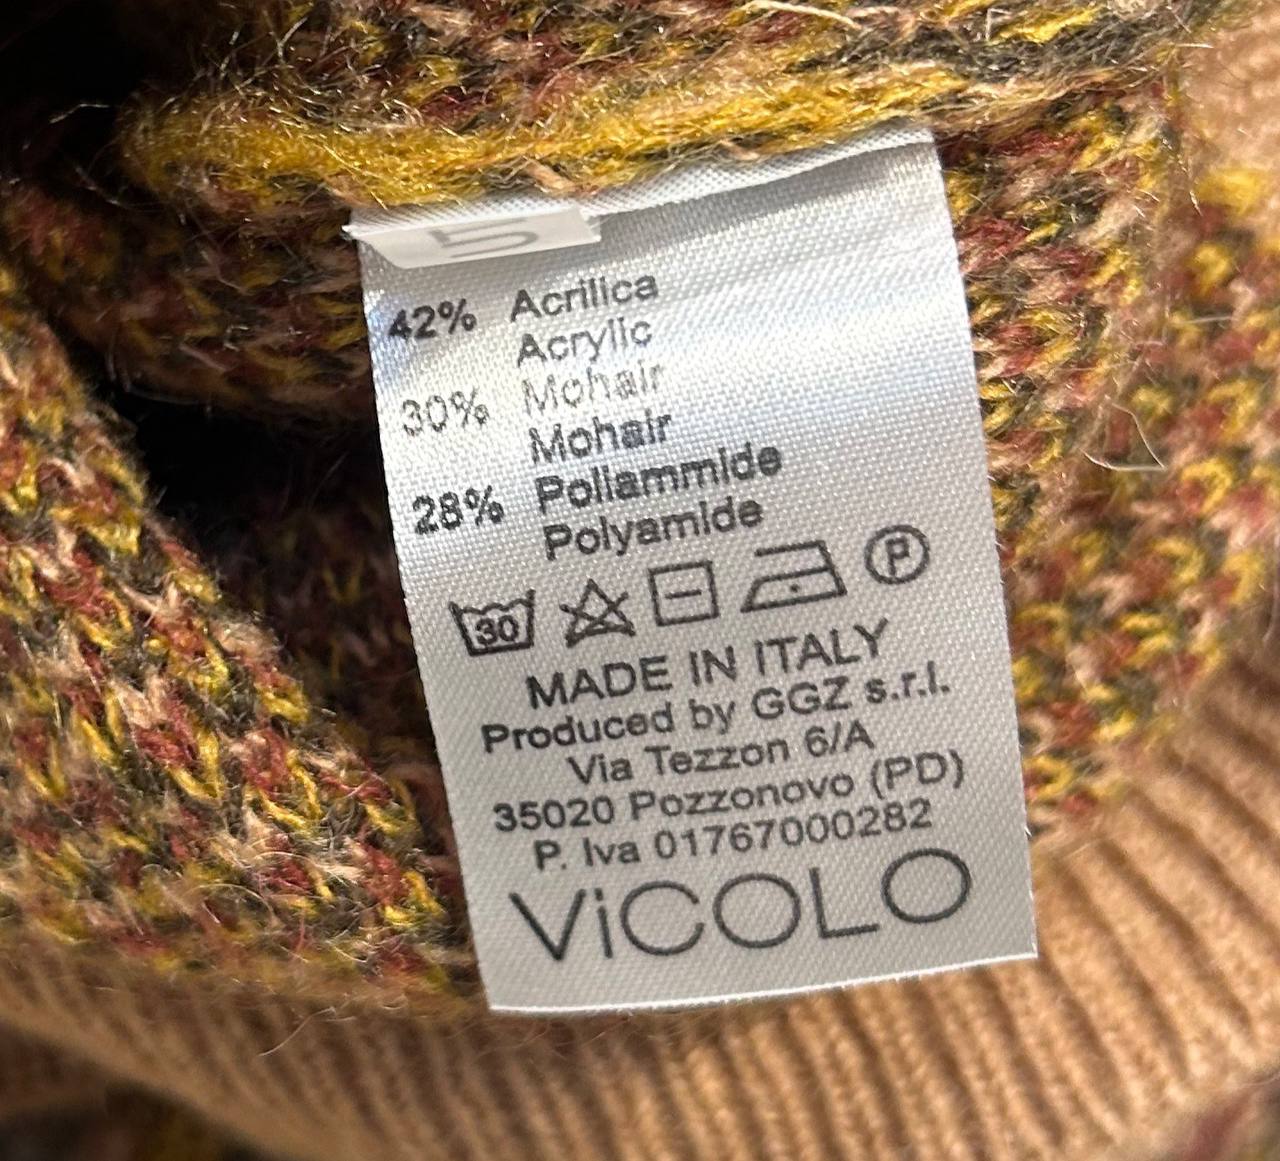 5
42% Acrilica
Acrylic
30% Mohair
Mohair
28% Poliammide
Polyamide
30 P
MADE IN ITALY
Produced by GGZ s.r.l.
Via Tezzon 6/A
35020 Pozzonovo (PD)
P. Iva 01767000282
ViCOLO